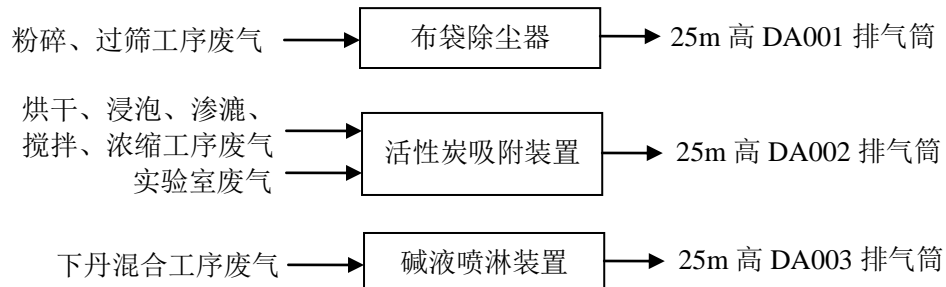 粉碎、过筛工序废气
布袋除尘器
25m 高 DA001 排气筒
烘干、浸泡、渗漉、
搅拌、浓缩工序废气
实验室废气
活性炭吸附装置
25m 高 DA002 排气筒
下丹混合工序废气
碱液喷淋装置
25m 高 DA003 排气筒